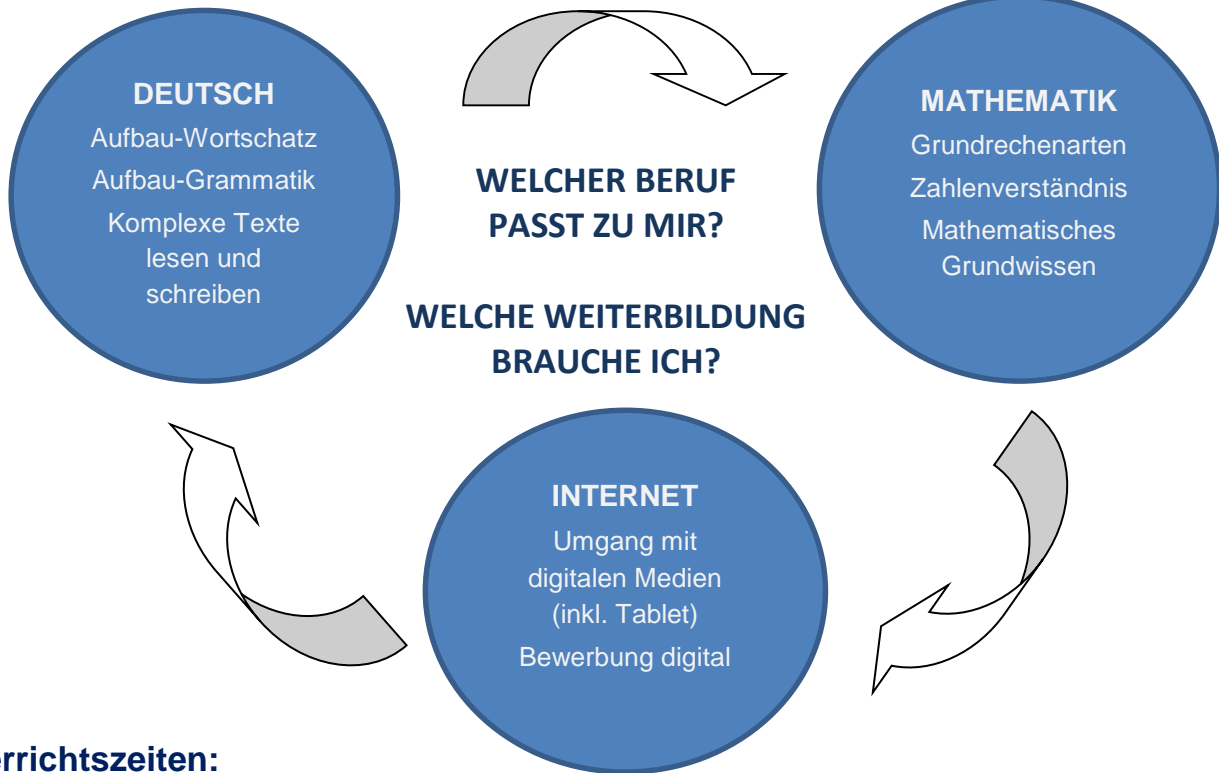 DEUTSCH
Aufbau-Wortschatz
Aufbau-Grammatik
Komplexe Texte
lesen und
schreiben
WELCHER BERUF
PASST ZU MIR?
WELCHE WEITERBILDUNG
BRAUCHE ICH?
MATHEMATIK
Grundrechenarten
Zahlenverständnis
Mathematisches
Grundwissen
INTERNET
Umgang mit
digitalen Medien
(inkl. Tablet)
Bewerbung digital
errichtszeiten: